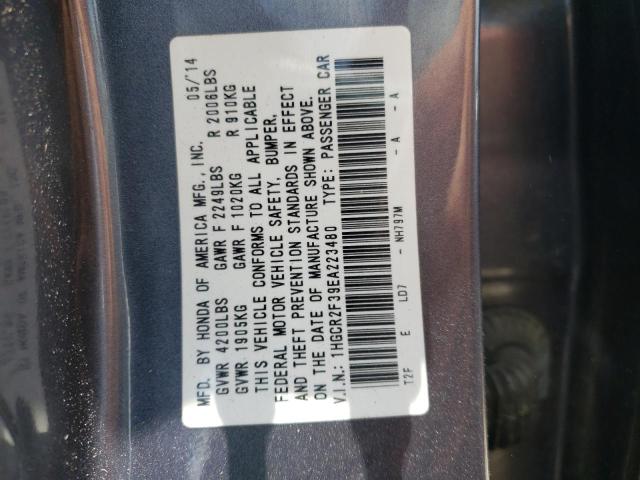 MFD. BY HONDA OF AMERICA MFG., INC. 05/'14
GVWR 4200LBS GAWR F 2249LBS R 2006LBS
GVWR 1905KG GAWR F 1020KG R 910KG
THIS VEHICLE CONFORMS TO ALL APPLICABLE
FEDERAL MOTOR VEHICLE SAFETY, BUMPER,
AND THEFT PREVENTION STANDARDS IN EFFECT
ON THE DATE OF MANUFACTURE SHOWN ABOVE.
V.I.N.: 1HGCR2F39EA223480 TYPE: PASSENGER CAR
T2F E LD7 - NH797M - A - A